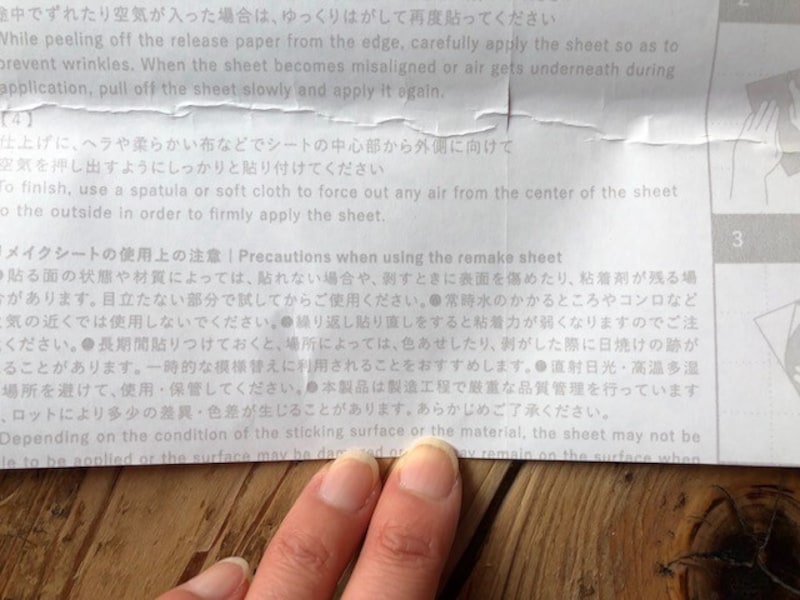 途中でずれたり空気が入った場合は、ゆっくりはがして再度貼ってください
While peeling off the release paper from the edge, carefully apply the sheet so as to
prevent wrinkles. When the sheet becomes misaligned or air gets underneath during
application, pull off the sheet slowly and apply it again.
【4】
仕上げに、ヘラや柔らかい布などでシートの中心部から外側に向けて
空気を押し出すようにしっかりと貼り付けてください
To finish, use a spatula or soft cloth to force out any air from the center of the sheet
to the outside in order to firmly apply the sheet.
リメイクシートの使用上の注意 | Precautions when using the remake sheet
●貼る面の状態や材質によっては、貼れない場合や、剥すときに表面を傷めたり、粘着剤が残る場
合があります。目立たない部分で試してからご使用ください。●常時水のかかるところやコンロなど
火気の近くでは使用しないでください。●繰り返し貼り直しをすると粘着力が弱くなりますのでご注
ください。●長期間貼りつけておくと、場所によっては、色あせしたり、剥がした際に日焼けの跡が
ることがあります。一時的な模様替えに利用されることをおすすめします。●直射日光・高温多湿
場所を避けて、使用・保管してください。●本製品は製造工程で厳重な品質管理を行っています
、ロットにより多少の差異・色差が生じることがあります。あらかじめご了承ください。
Depending on the condition of the sticking surface or the material, the sheet may not be
le to be applied or the surface may be damaged or may remain on the surface when
3